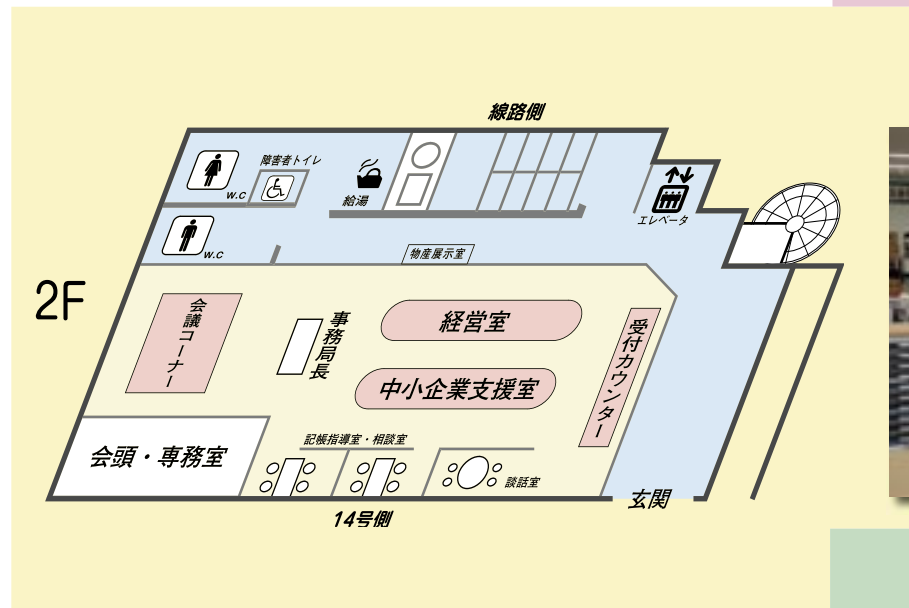 線路側
障害者トイレ
W.C
給湯
エレベータ
W.C
物産展示室
2F
会議コーナー
事務局長
経営室
受付カウンター
中小企業支援室
記帳指導室・相談室
会頭・専務室
談話室
玄関
14号側